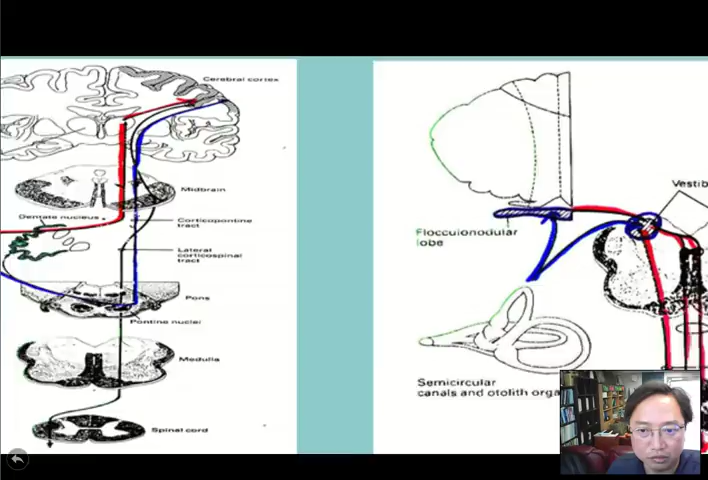 Cerebral cortex
Midbrain
Dentate nucleus
Corticopontine
tract
Lateral
corticospinal
tract
Pons
Pontine nuclei
Medulla
Spinal cord
Vestib
Floccuionodular
lobe
Semicircular
canals and otolith orga